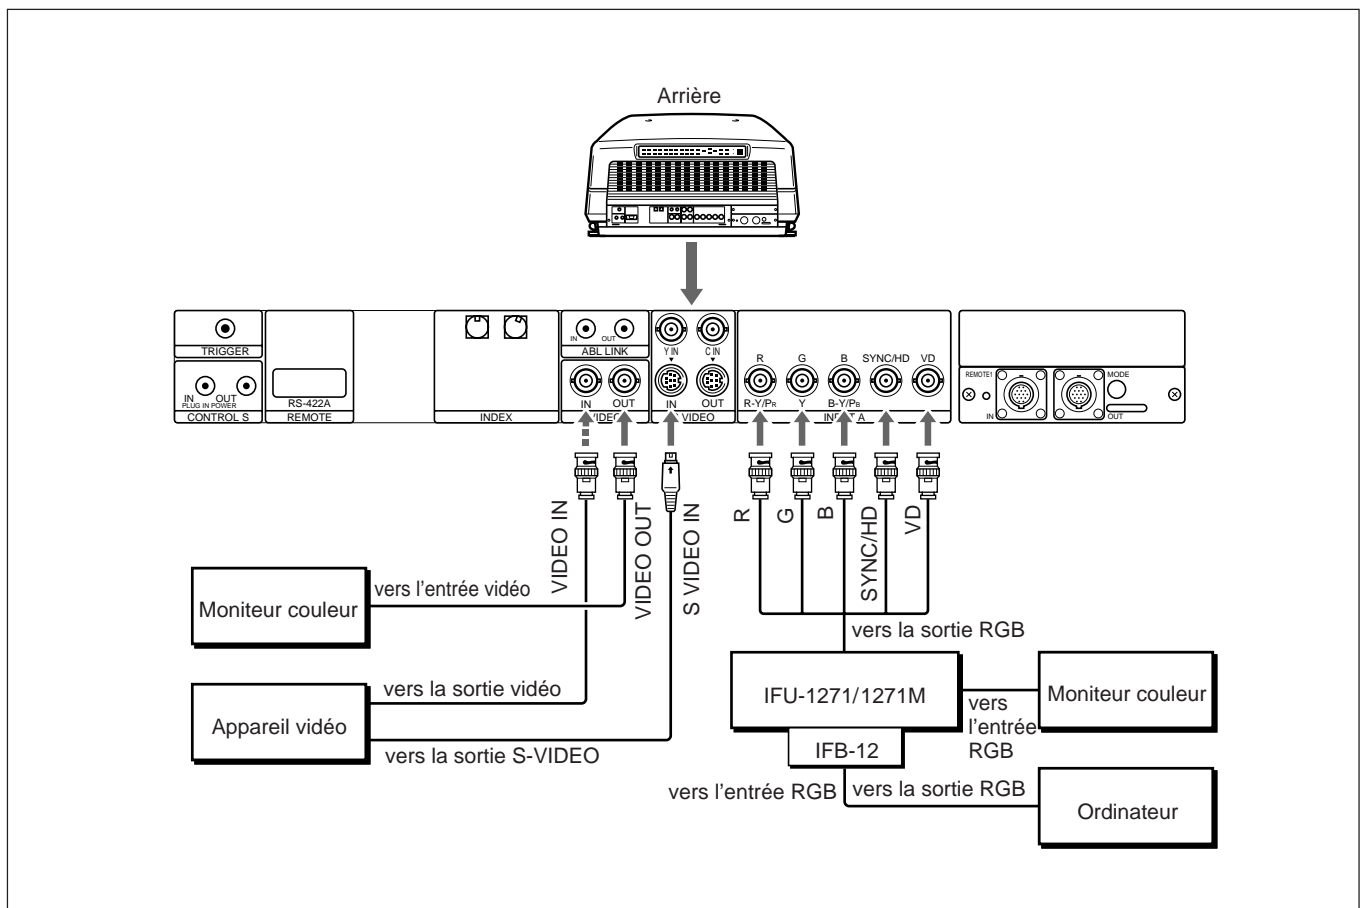 Arrière
TRIGGER
IN OUT
PLUG IN POWER
CONTROL S
RS-422A
REMOTE
INDEX
IN OUT
ABL LINK
IN OUT
VIDEO
Y IN C IN
IN OUT
S VIDEO
R G B SYNC/HD VD
R-Y/PR Y B-Y/PB
INPUT A
REMOTE1
IN
MODE
OUT
VIDEO IN
VIDEO OUT
S VIDEO IN
R
G
B
SYNC/HD
VD
Moniteur couleur
vers l'entrée vidéo
Appareil vidéo
vers la sortie vidéo
vers la sortie S-VIDEO
vers la sortie RGB
IFU-1271/1271M
IFB-12
vers
l'entrée
RGB
Moniteur couleur
vers l'entrée RGB
vers la sortie RGB
Ordinateur